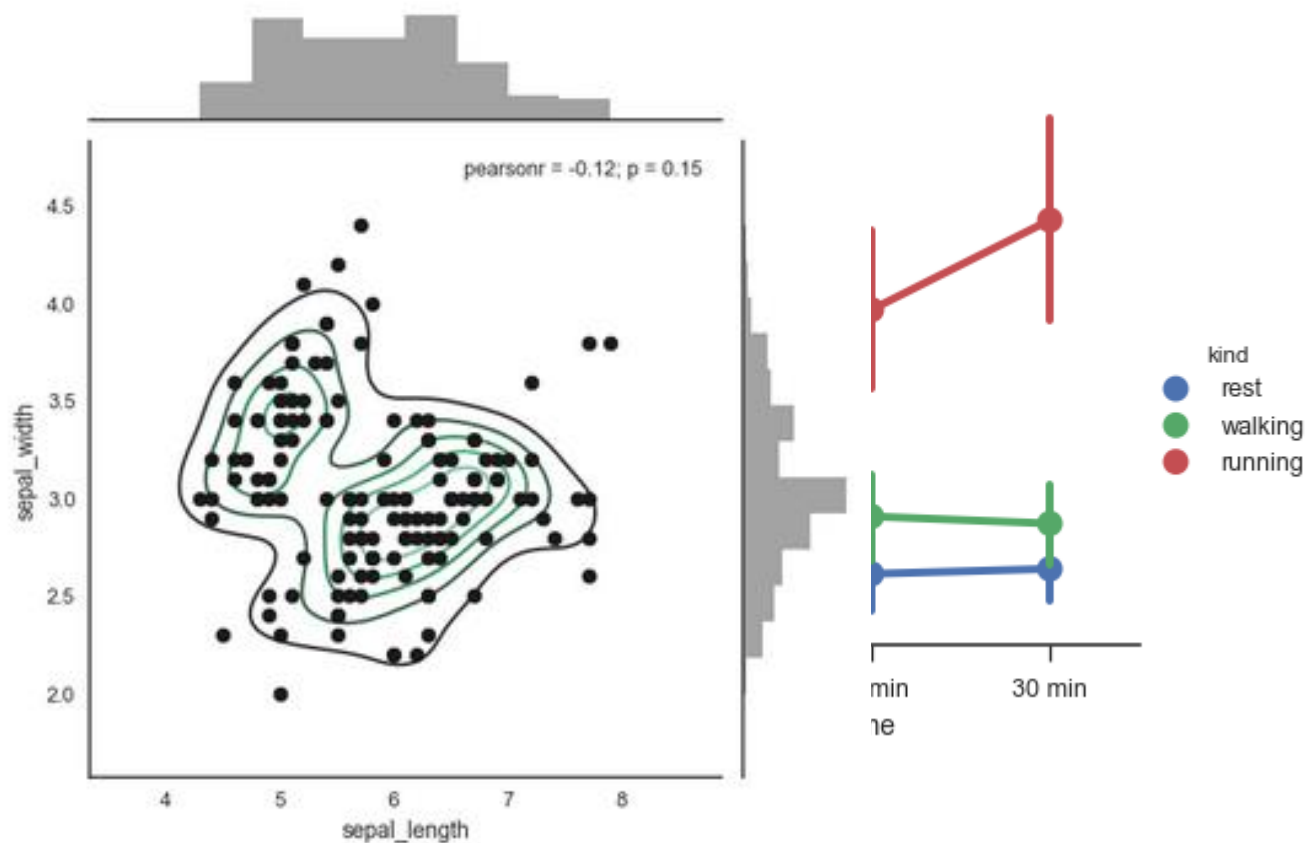 pearsonr = -0.12; p = 0.15
4.5
4.0
3.5
3.0
2.5
2.0
sepal_width
4 5 6 7 8
sepal_length
kind
rest
walking
running
min 30 min